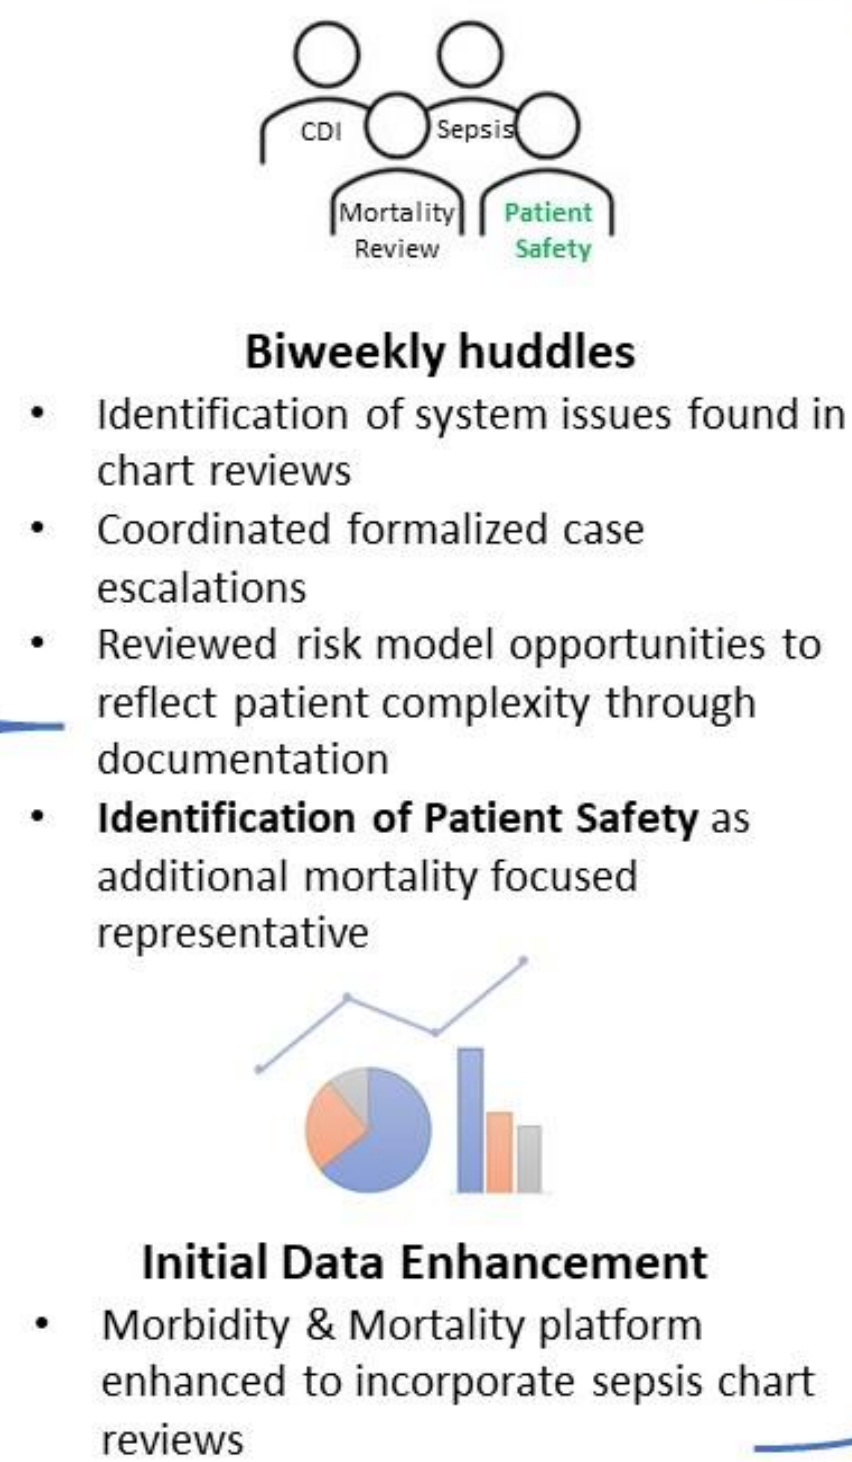 CDI
Sepsis
Mortality
Review
Patient
Safety
Biweekly huddles
• Identification of system issues found in
chart reviews
• Coordinated formalized case
escalations
• Reviewed risk model opportunities to
reflect patient complexity through
documentation
• Identification of Patient Safety as
additional mortality focused
representative
Initial Data Enhancement
• Morbidity & Mortality platform
enhanced to incorporate sepsis chart
reviews